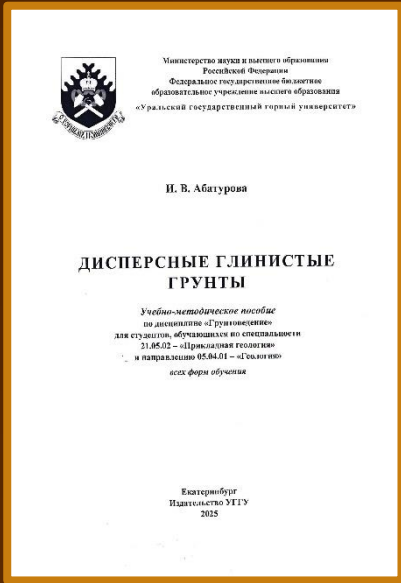 Министерство науки и высшего образования
Российской Федерации
Федеральное государственное бюджетное
образовательное учреждение высшего образования
«Уральский государственный горный университет»
И. В. Абатурова
ДИСПЕРСНЫЕ ГЛИНИСТЫЕ
ГРУНТЫ
Учебно-методическое пособие
по дисциплине «Грунтоведение»
для студентов, обучающихся по специальности
21.05.02 – «Прикладная геология»
и направлению 05.04.01 – «Геология»
всех форм обучения
Екатеринбург
Издательство УГГУ
2025